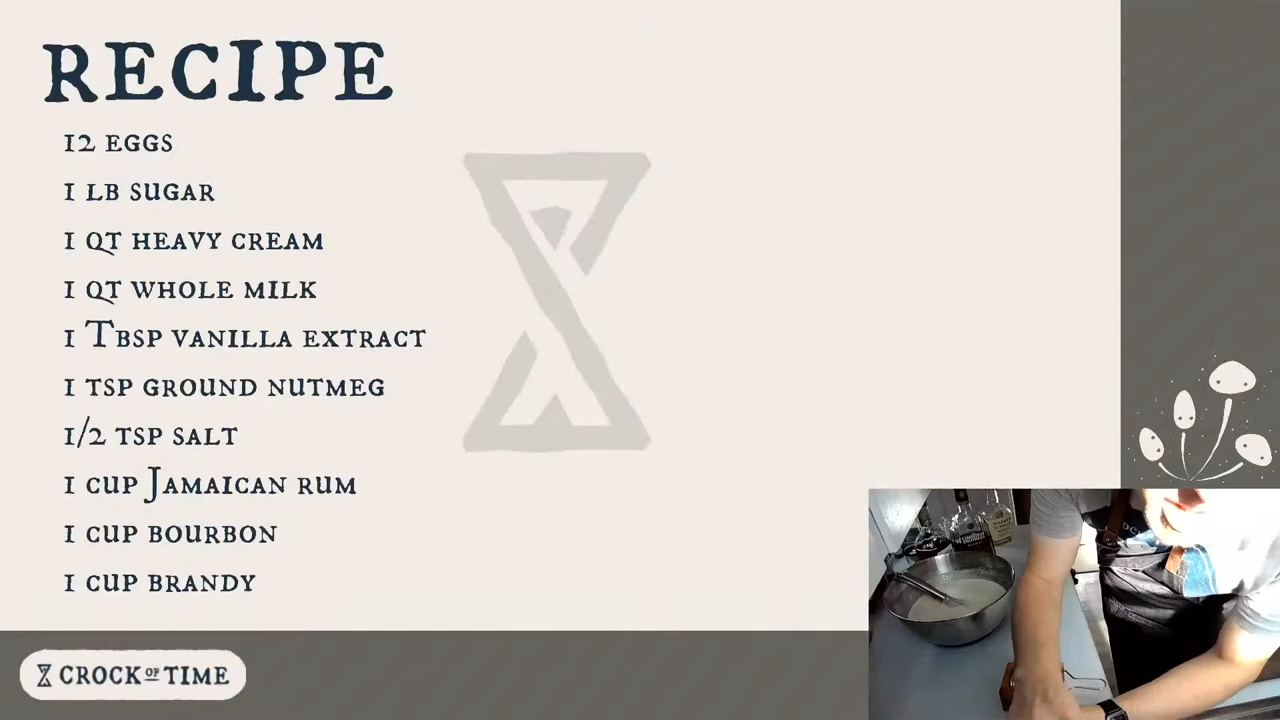 RECIPE
12 EGGS
1 LB SUGAR
1 QT HEAVY CREAM
1 QT WHOLE MILK
1 TBSP VANILLA EXTRACT
1 TSP GROUND NUTMEG
1/2 TSP SALT
1 CUP JAMAICAN RUM
1 CUP BOURBON
1 CUP BRANDY
CROCK OF TIME